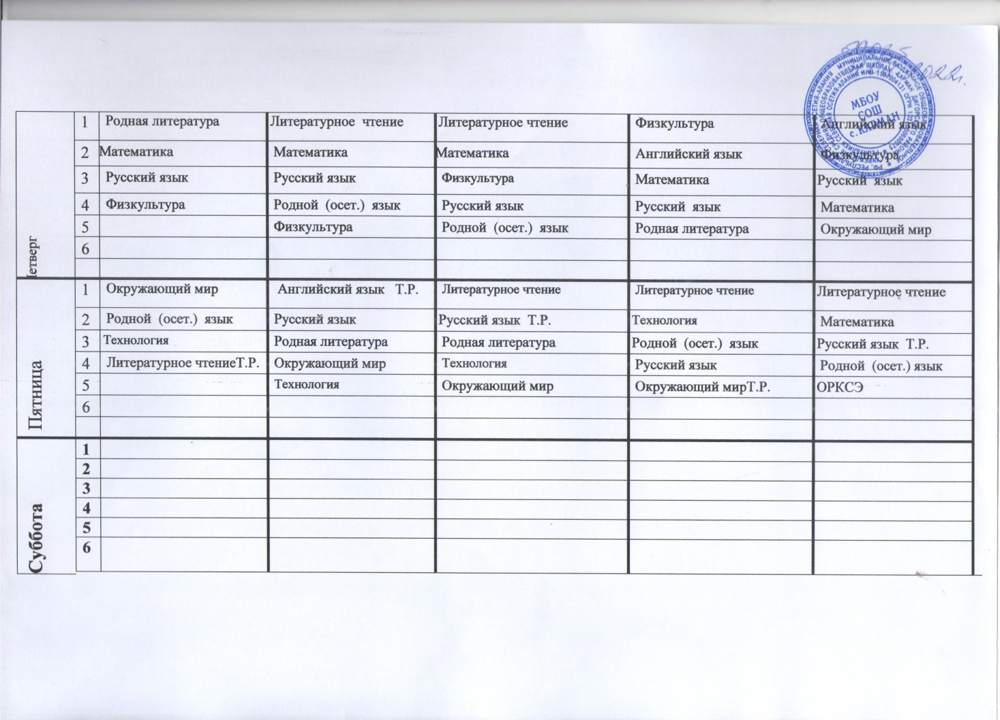 2022г.
МБОУ
СОШ
с. КАРМАН
1 Родная литература Литературное чтение Литературное чтение Физкультура Английский язык
2 Математика Математика Математика Английский язык Физкультура
3 Русский язык Русский язык Физкультура Математика Русский язык
4 Физкультура Родной (осет.) язык Русский язык Русский язык Математика
5 Физкультура Родной (осет.) язык Родная литература Окружающий мир
6
етверг
1 Окружающий мир Английский язык Т.Р. Литературное чтение Литературное чтение Литературное чтение
2 Родной (осет.) язык Русский язык Русский язык Т.Р. Технология Математика
3 Технология Родная литература Родная литература Родной (осет.) язык Русский язык Т.Р.
4 Литературное чтениеТ.Р. Окружающий мир Технология Русский язык Родной (осет.) язык
5 Технология Окружающий мир Окружающий мирТ.Р. ОРКСЭ
6
Пятница
1
2
3
4
5
6
Суббота